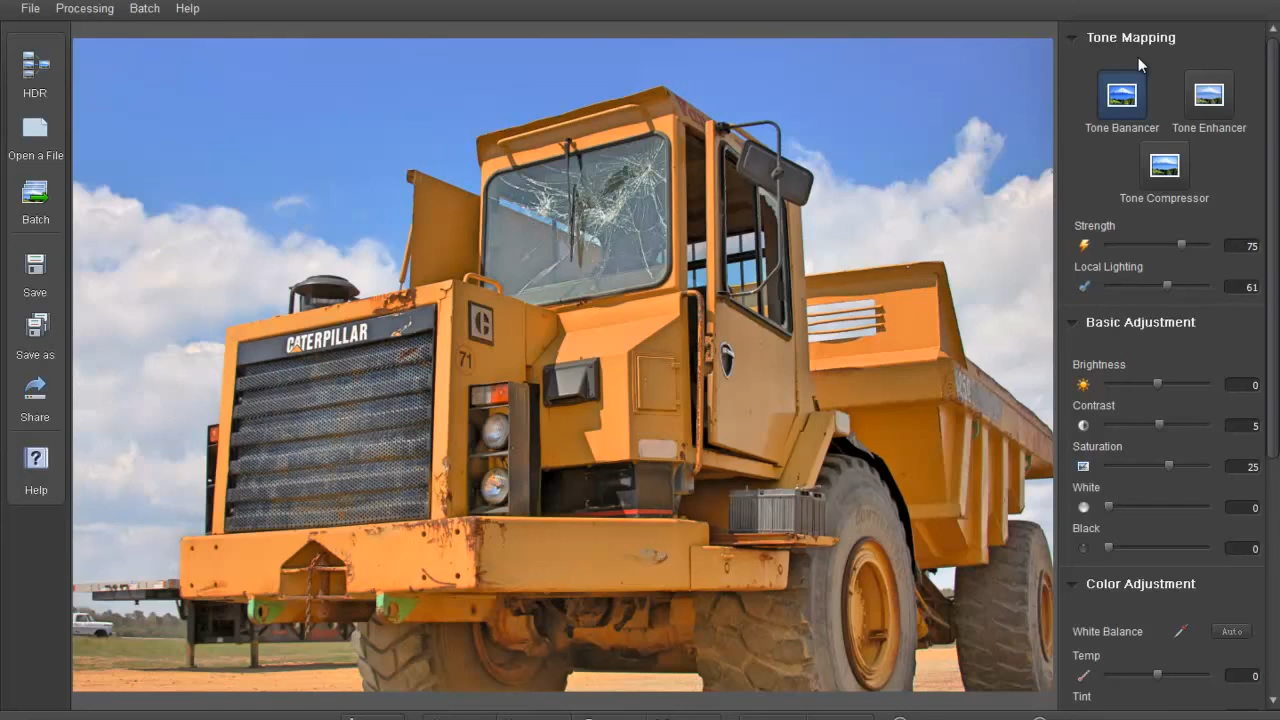 File Processing Batch Help
HDR
Open a File
Batch
Save
Save as
Share
Help
CATERPILLAR
C
71
Tone Mapping
Tone Banancer Tone Enhancer
Tone Compressor
Strength
75
Local Lighting
61
Basic Adjustment
Brightness
0
Contrast
5
Saturation
25
White
0
Black
0
Color Adjustment
White Balance Auto
Temp
0
Tint